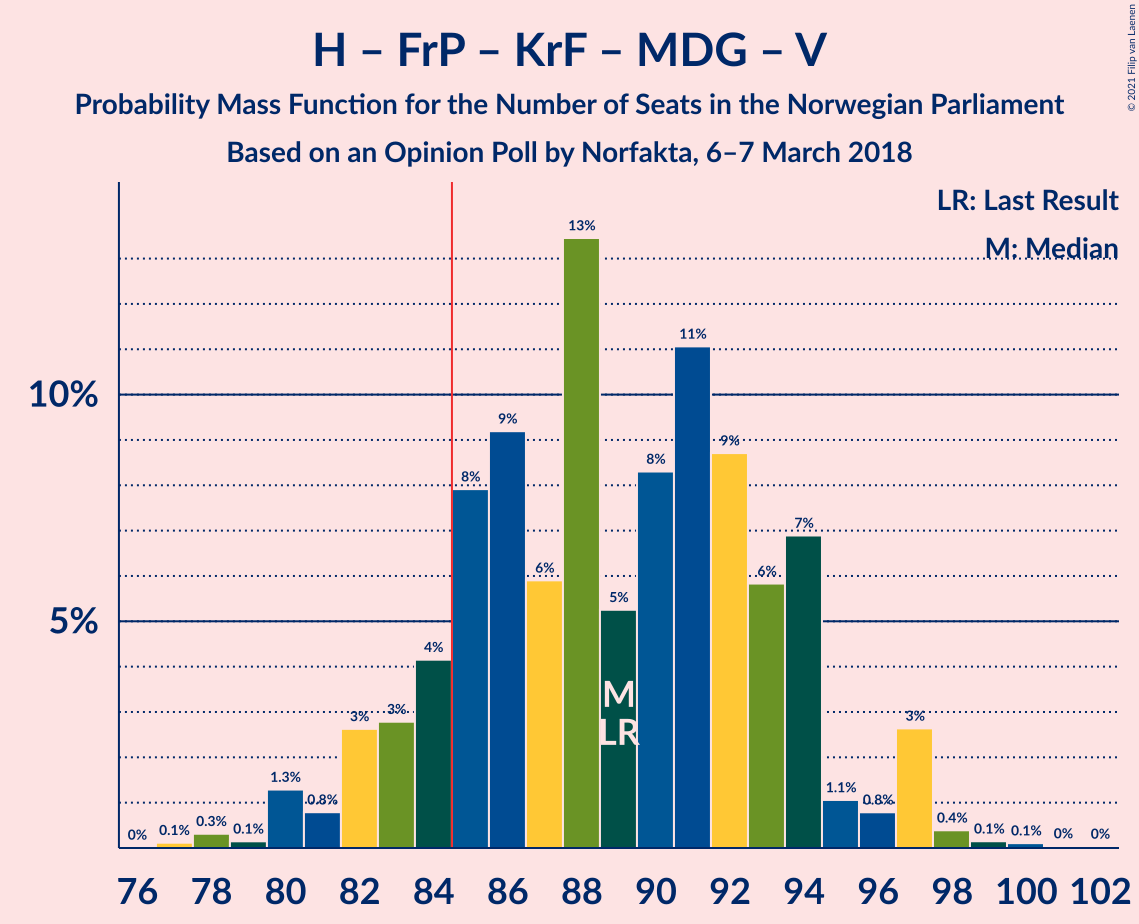 H – FrP – KrF – MDG – V
Probability Mass Function for the Number of Seats in the Norwegian Parliament
Based on an Opinion Poll by Norfakta, 6–7 March 2018
© 2021 Filip van Laenen
LR: Last Result
M: Median
10%
5%
0% 0.1% 0.3% 0.1% 1.3% 0.8% 3% 3% 4% 8% 9% 6% 13% 5% 8% 11% 9% 6% 7% 1.1% 0.8% 3% 0.4% 0.1% 0.1% 0% 0%
M
LR
76 78 80 82 84 86 88 90 92 94 96 98 100 102